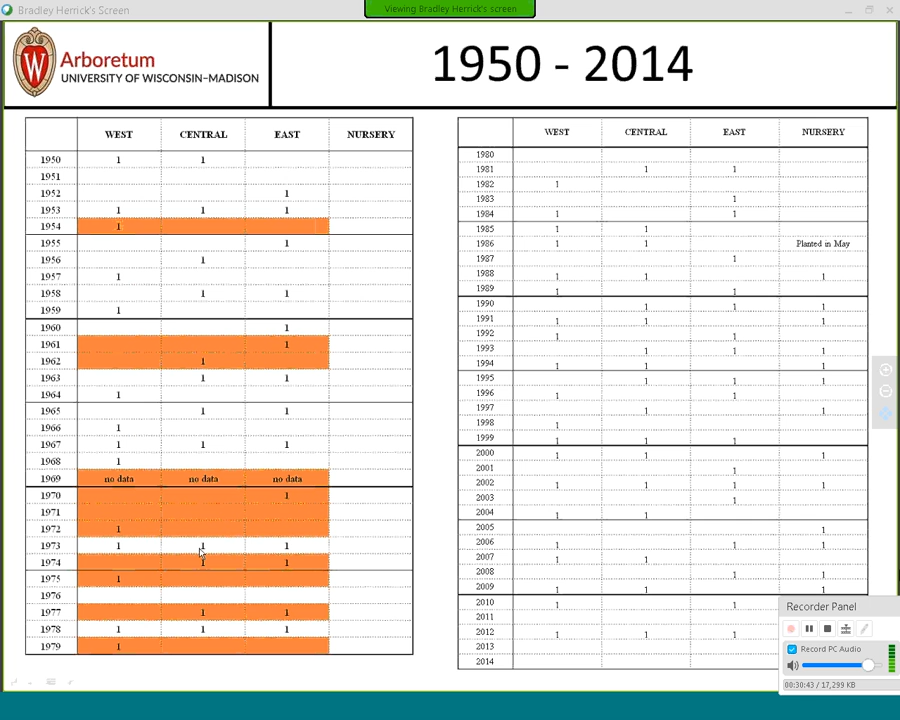 Bradley Herrick's Screen
Viewing Bradley Herrick's screen
W
Arboretum
UNIVERSITY OF WISCONSIN–MADISON
1950 - 2014
WEST CENTRAL EAST NURSERY
1950 1 1
1951
1952 1
1953 1 1 1
1954 1
1955 1
1956 1
1957 1
1958 1 1
1959 1
1960 1
1961 1
1962 1
1963 1 1
1964 1
1965 1 1
1966 1
1967 1 1 1
1968 1
1969 no data no data no data
1970 1
1971
1972 1
1973 1 1 1
1974 1 1
1975 1
1976
1977 1 1
1978 1 1 1
1979 1
WEST CENTRAL EAST NURSERY
1980
1981 1 1
1982 1
1983 1
1984 1 1
1985 1 1
1986 1 1 Planted in May
1987 1
1988 1 1 1
1989 1 1
1990 1 1 1
1991 1 1 1
1992 1 1
1993 1 1 1
1994 1 1 1
1995 1 1 1
1996 1 1
1997 1 1
1998 1
1999 1 1 1
2000 1 1 1
2001 1
2002 1 1 1 1
2003 1
2004 1 1
2005 1
2006 1 1 1
2007 1 1
2008 1 1
2009 1 1 1
2010 1 1
2011
2012 1 1 1
2013
2014
Recorder Panel
Record PC Audio
00:30:43 / 17,299 KB